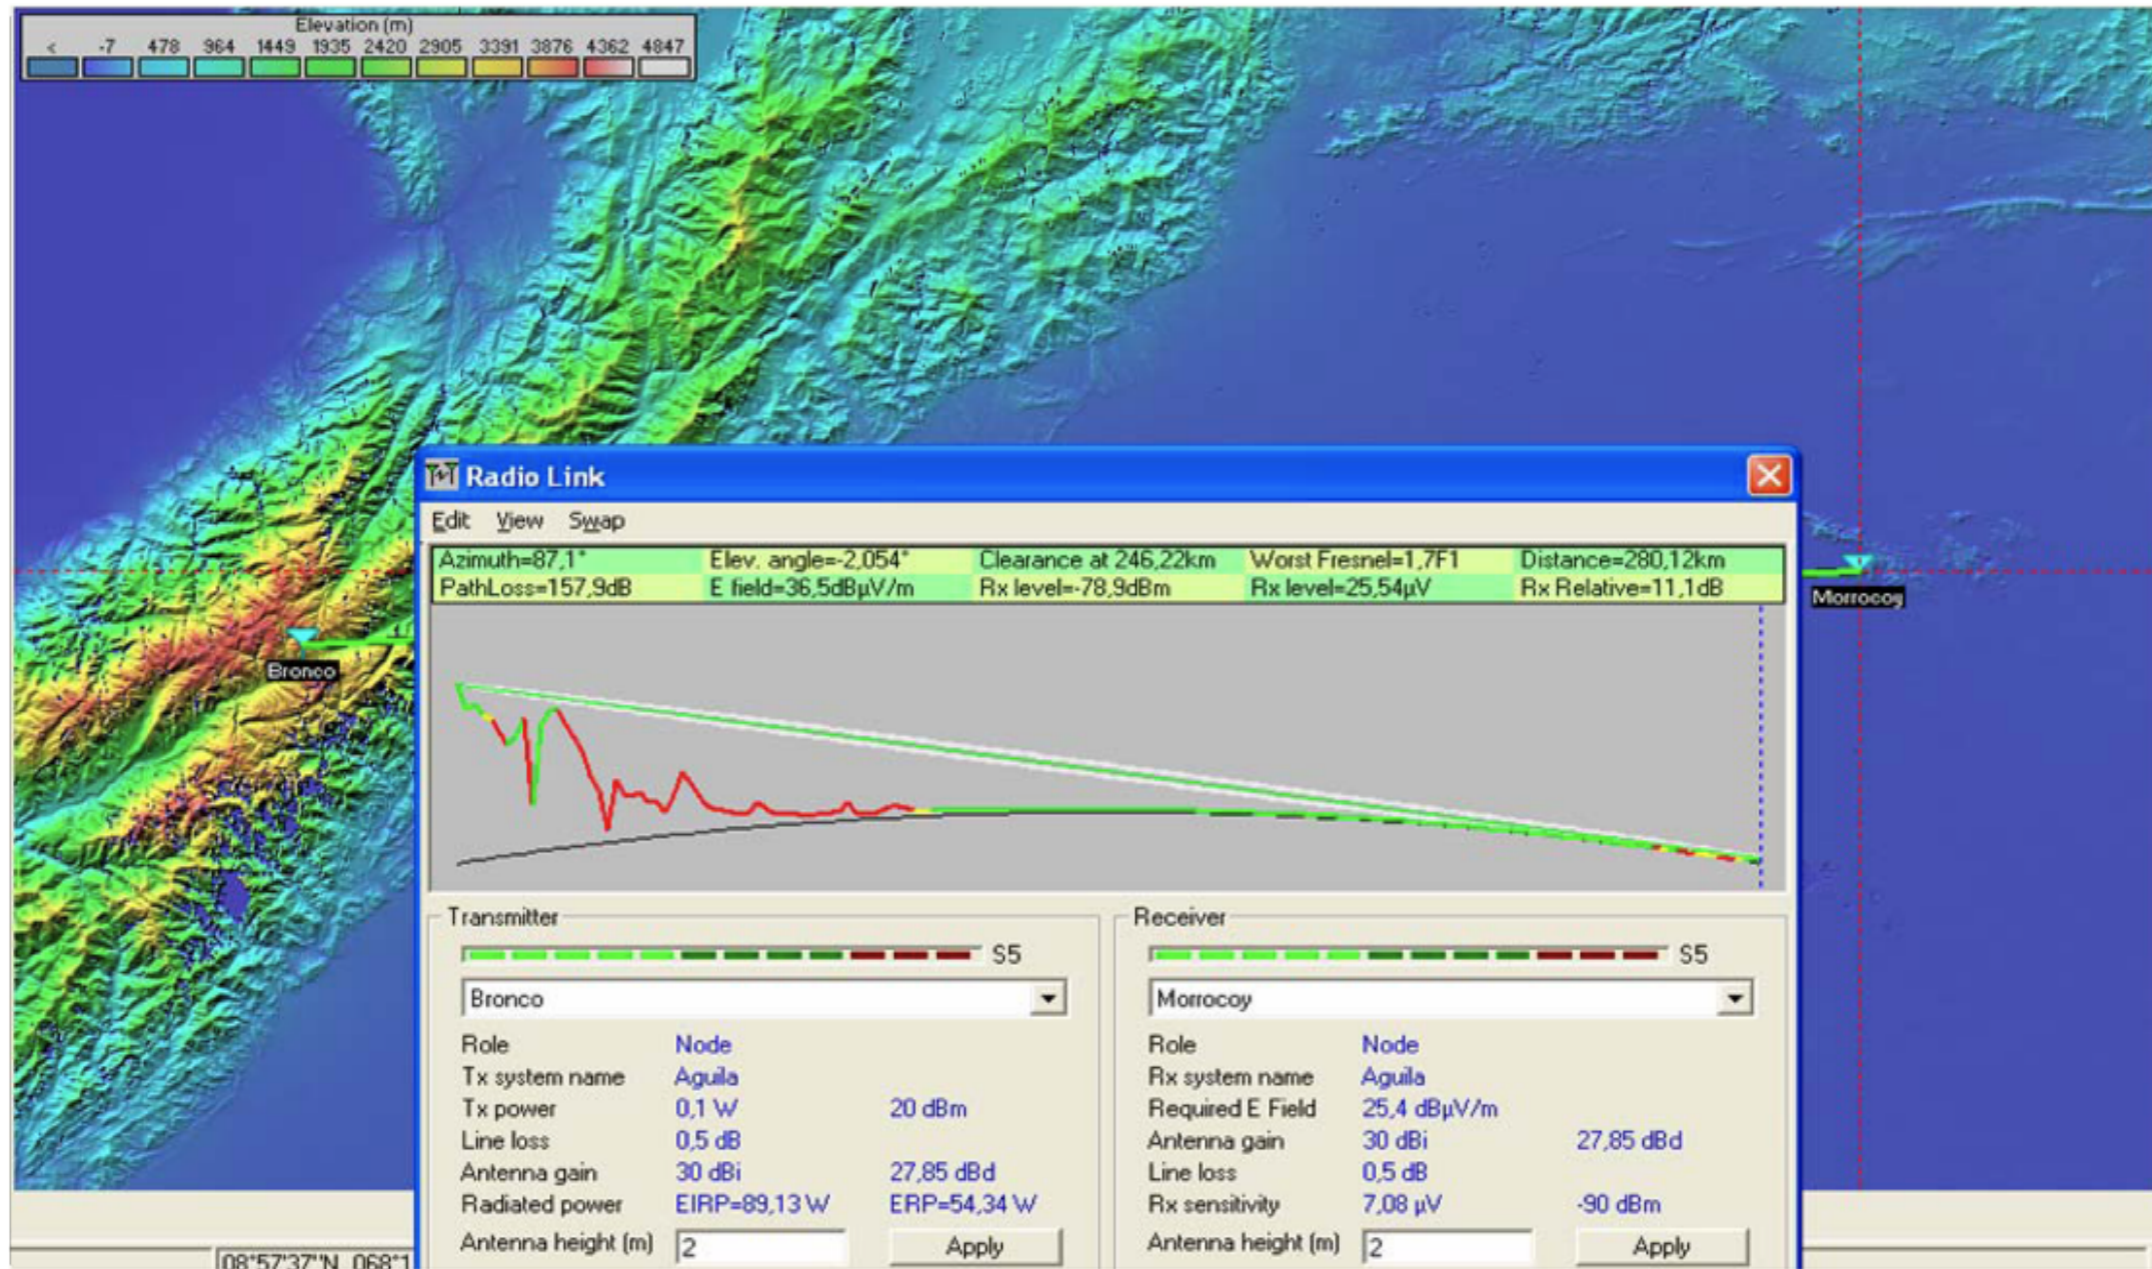 Elevation (m)
< -7 478 964 1449 1935 2420 2905 3391 3876 4362 4847
Radio Link
Edit View Swap
Azimuth=87,1° Elev. angle=-2,054° Clearance at 246,22km Worst Fresnel=1,7F1 Distance=280,12km
PathLoss=157,9dB E field=36,5dBµV/m Rx level=-78,9dBm Rx level=25,54µV Rx Relative=11,1dB
Morrocoy
Bronco
Transmitter Receiver
S5 S5
Bronco Morrocoy
Role Node Role Node
Tx system name Aguila Rx system name Aguila
Tx power 0,1 W 20 dBm Required E Field 25,4 dBµV/m
Line loss 0,5 dB Antenna gain 30 dBi 27,85 dBd
Antenna gain 30 dBi 27,85 dBd Line loss 0,5 dB
Radiated power EIRP=89,13 W ERP=54,34 W Rx sensitivity 7,08 µV -90 dBm
Antenna height (m) 2 Apply Antenna height (m) 2 Apply
08°57'37"N 068°1